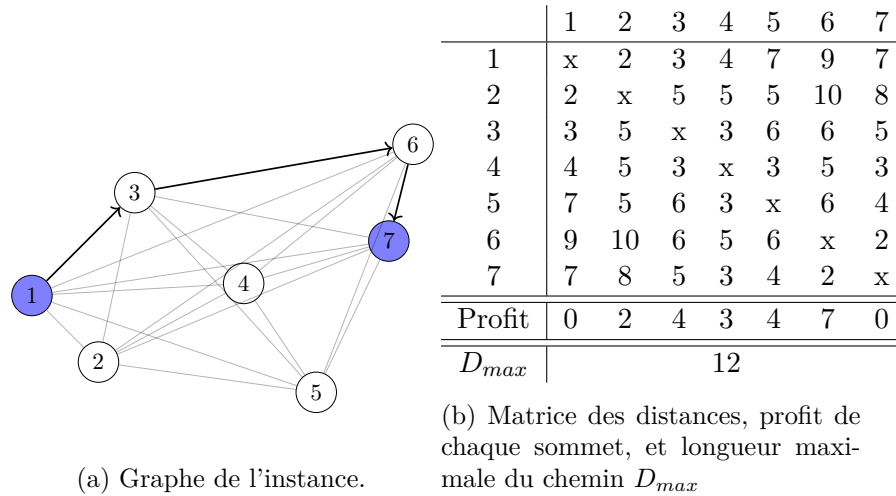 1 2 3 4 5 6 7
1 x 2 3 4 7 9 7
2 2 x 5 5 5 10 8
3 3 5 x 3 6 6 5
4 4 5 3 x 3 5 3
5 7 5 6 3 x 6 4
6 9 10 6 5 6 x 2
7 7 8 5 3 4 2 x
Profit 0 2 4 3 4 7 0
D_{max} 12
6
3
7
4
1
2
5
(a) Graphe de l'instance.
(b) Matrice des distances, profit de
chaque sommet, et longueur maxi-
male du chemin D_{max}